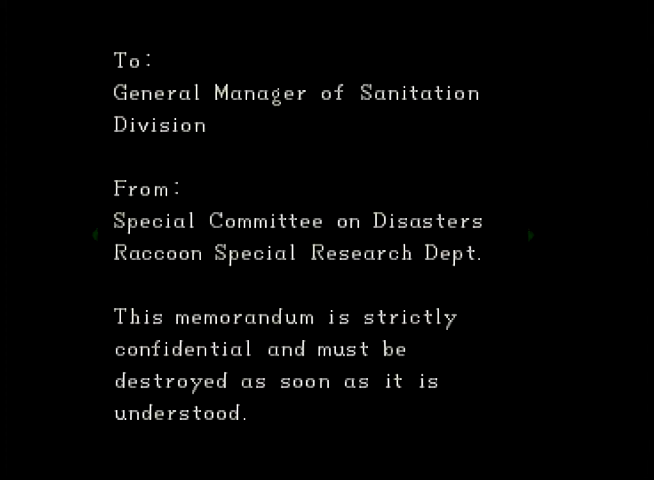 To:
General Manager of Sanitation
Division
From:
Special Committee on Disasters
Raccoon Special Research Dept.
This memorandum is strictly
confidential and must be
destroyed as soon as it is
understood.